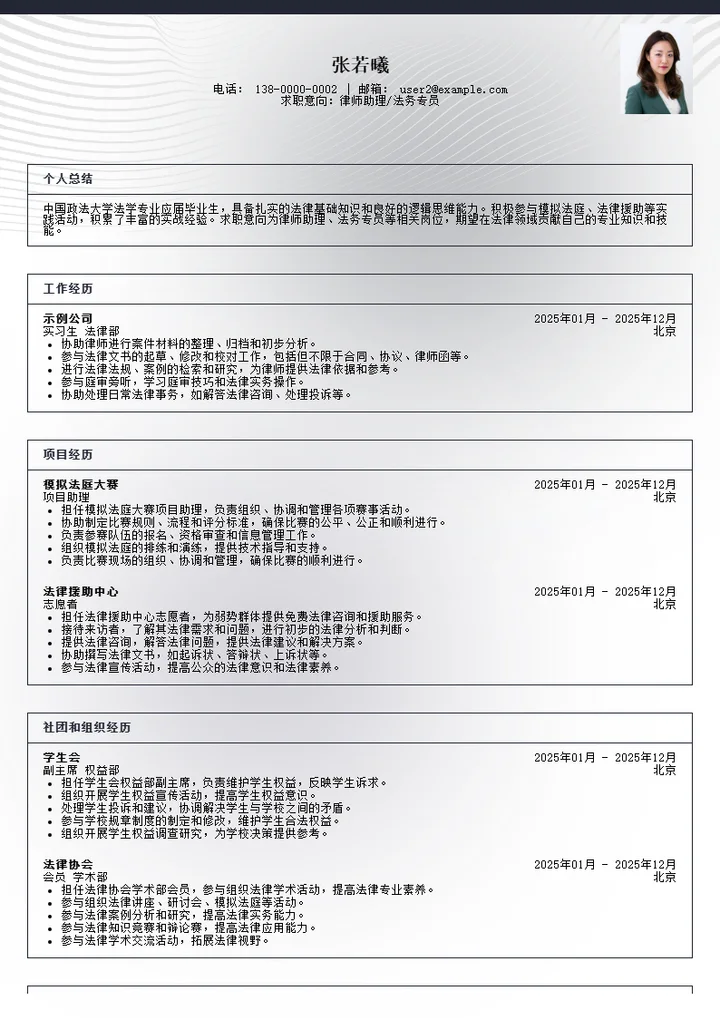 张若曦
电话： 138-0000-0002 | 邮箱： user2@example.com
求职意向：律师助理/法务专员
个人总结
中国政法大学法学专业应届毕业生，具备扎实的法律基础知识和良好的逻辑思维能力。积极参与模拟法庭、法律援助等实
践活动，积累了丰富的实战经验。求职意向为律师助理、法务专员等相关岗位，期望在法律领域贡献自己的专业知识和技
能。
工作经历
示例公司 2025年01月 - 2025年12月
实习生 法律部 北京
• 协助律师进行案件材料的整理、归档和初步分析。
• 参与法律文书的起草、修改和校对工作，包括但不限于合同、协议、律师函等。
• 进行法律法规、案例的检索和研究，为律师提供法律依据和参考。
• 参与庭审旁听，学习庭审技巧和法律实务操作。
• 协助处理日常法律事务，如解答法律咨询、处理投诉等。
项目经历
模拟法庭大赛 2025年01月 - 2025年12月
项目助理 北京
• 担任模拟法庭大赛项目助理，负责组织、协调和管理各项赛事活动。
• 协助制定比赛规则、流程和评分标准，确保比赛的公平、公正和顺利进行。
• 负责参赛队伍的报名、资格审查和信息管理工作。
• 组织模拟法庭的排练和演练，提供技术指导和支持。
• 负责比赛现场的组织、协调和管理，确保比赛的顺利进行。
法律援助中心 2025年01月 - 2025年12月
志愿者 北京
• 担任法律援助中心志愿者，为弱势群体提供免费法律咨询和援助服务。
• 接待来访者，了解其法律需求和问题，进行初步的法律分析和判断。
• 提供法律咨询，解答法律问题，提供法律建议和解决方案。
• 协助撰写法律文书，如起诉状、答辩状、上诉状等。
• 参与法律宣传活动，提高公众的法律意识和法律素养。
社团和组织经历
学生会 2025年01月 - 2025年12月
副主席 权益部 北京
• 担任学生会权益部副主席，负责维护学生权益，反映学生诉求。
• 组织开展学生权益宣传活动，提高学生权益意识。
• 处理学生投诉和建议，协调解决学生与学校之间的矛盾。
• 参与学校规章制度的制定和修改，维护学生合法权益。
• 组织开展学生权益调查研究，为学校决策提供参考。
法律协会 2025年01月 - 2025年12月
会员 学术部 北京
• 担任法律协会学术部会员，参与组织法律学术活动，提高法律专业素养。
• 参与组织法律讲座、研讨会、模拟法庭等活动。
• 参与法律案例分析和研究，提高法律实务能力。
• 参与法律知识竞赛和辩论赛，提高法律应用能力。
• 参与法律学术交流活动，拓展法律视野。